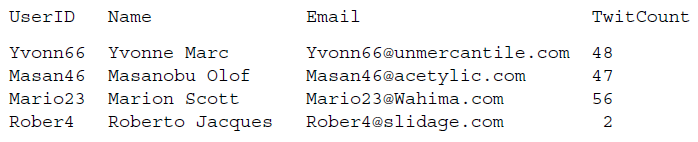 UserID Name Email TwitCount
Yvonn66 Yvonne Marc Yvonn66@unmercantile.com 48
Masan46 Masanobu Olof Masan46@acetylic.com 47
Mario23 Marion Scott Mario23@Wahima.com 56
Rober4 Roberto Jacques Rober4@slidage.com 2